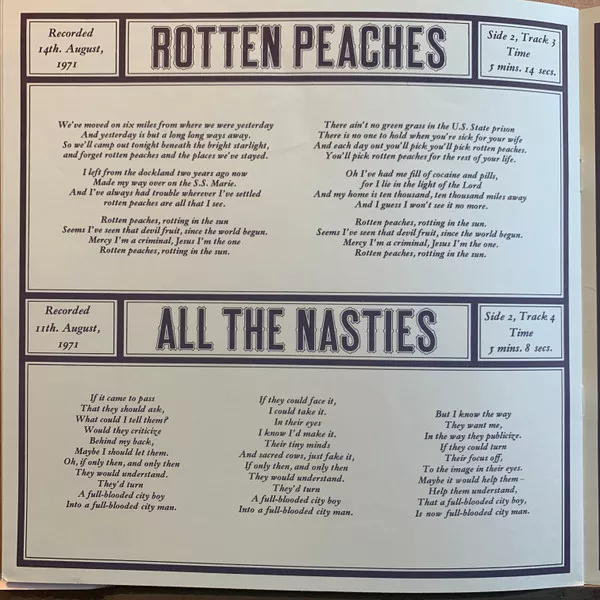 Recorded
14th. August,
1971
ROTTEN PEACHES
Side 2, Track 3
Time
5 mins. 14 secs.
We've moved on six miles from where we were yesterday
And yesterday is but a long long ways away.
So we'll camp out tonight beneath the bright starlight,
and forget rotten peaches and the places we've stayed.
I left from the dockland two years ago now
Made my way over on the S.S. Marie.
And I've always had trouble wherever I've settled
rotten peaches are all that I see.
Rotten peaches, rotting in the sun
Seems I've seen that devil fruit, since the world begun.
Mercy I'm a criminal, Jesus I'm the one
Rotten peaches, rotting in the sun.
There ain't no green grass in the U.S. State prison
There is no one to hold when you're sick for your wife
And each day out you'll pick you'll pick rotten peaches.
You'll pick rotten peaches for the rest of your life.
Oh I've had me fill of cocaine and pills,
for I lie in the light of the Lord
And my home is ten thousand, ten thousand miles away
And I guess I won't see it no more.
Rotten peaches, rotting in the sun.
Seems I've seen that devil fruit, since the world begun.
Mercy I'm a criminal, Jesus I'm the one.
Rotten peaches, rotting in the sun.
Recorded
11th. August,
1971
ALL THE NASTIES
Side 2, Track 4
Time
5 mins. 8 secs.
If it came to pass
That they should ask,
What could I tell them?
Would they criticize
Behind my back,
Maybe I should let them.
Oh, if only then, and only then
They would understand.
They'd turn
A full-blooded city boy
Into a full-blooded city man.
If they could face it,
I could take it.
In their eyes
I know I'd make it.
Their tiny minds
And sacred cows, just fake it,
If only then, and only then
They would understand.
They'd turn
A full-blooded city boy
Into a full-blooded city man.
But I know the way
They want me,
In the way they publicize.
If they could turn
Their focus off,
To the image in their eyes.
Maybe it would help them –
Help them understand,
That a full-blooded city boy,
Is now full-blooded city man.